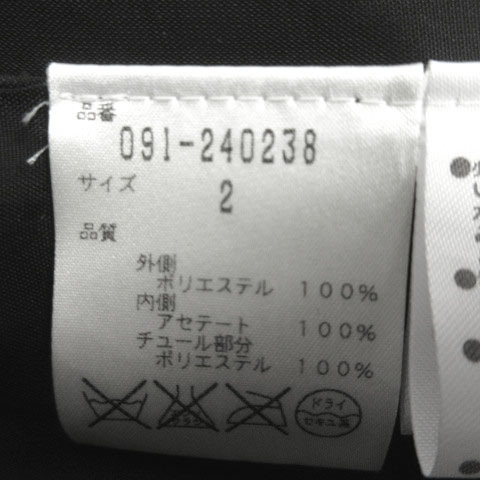 品番
091-240238
サイズ
2
品質
外側
ポリエステル 100%
内側
アセテート 100%
チュール部分
ポリエステル 100%
ドライ
セキユ系